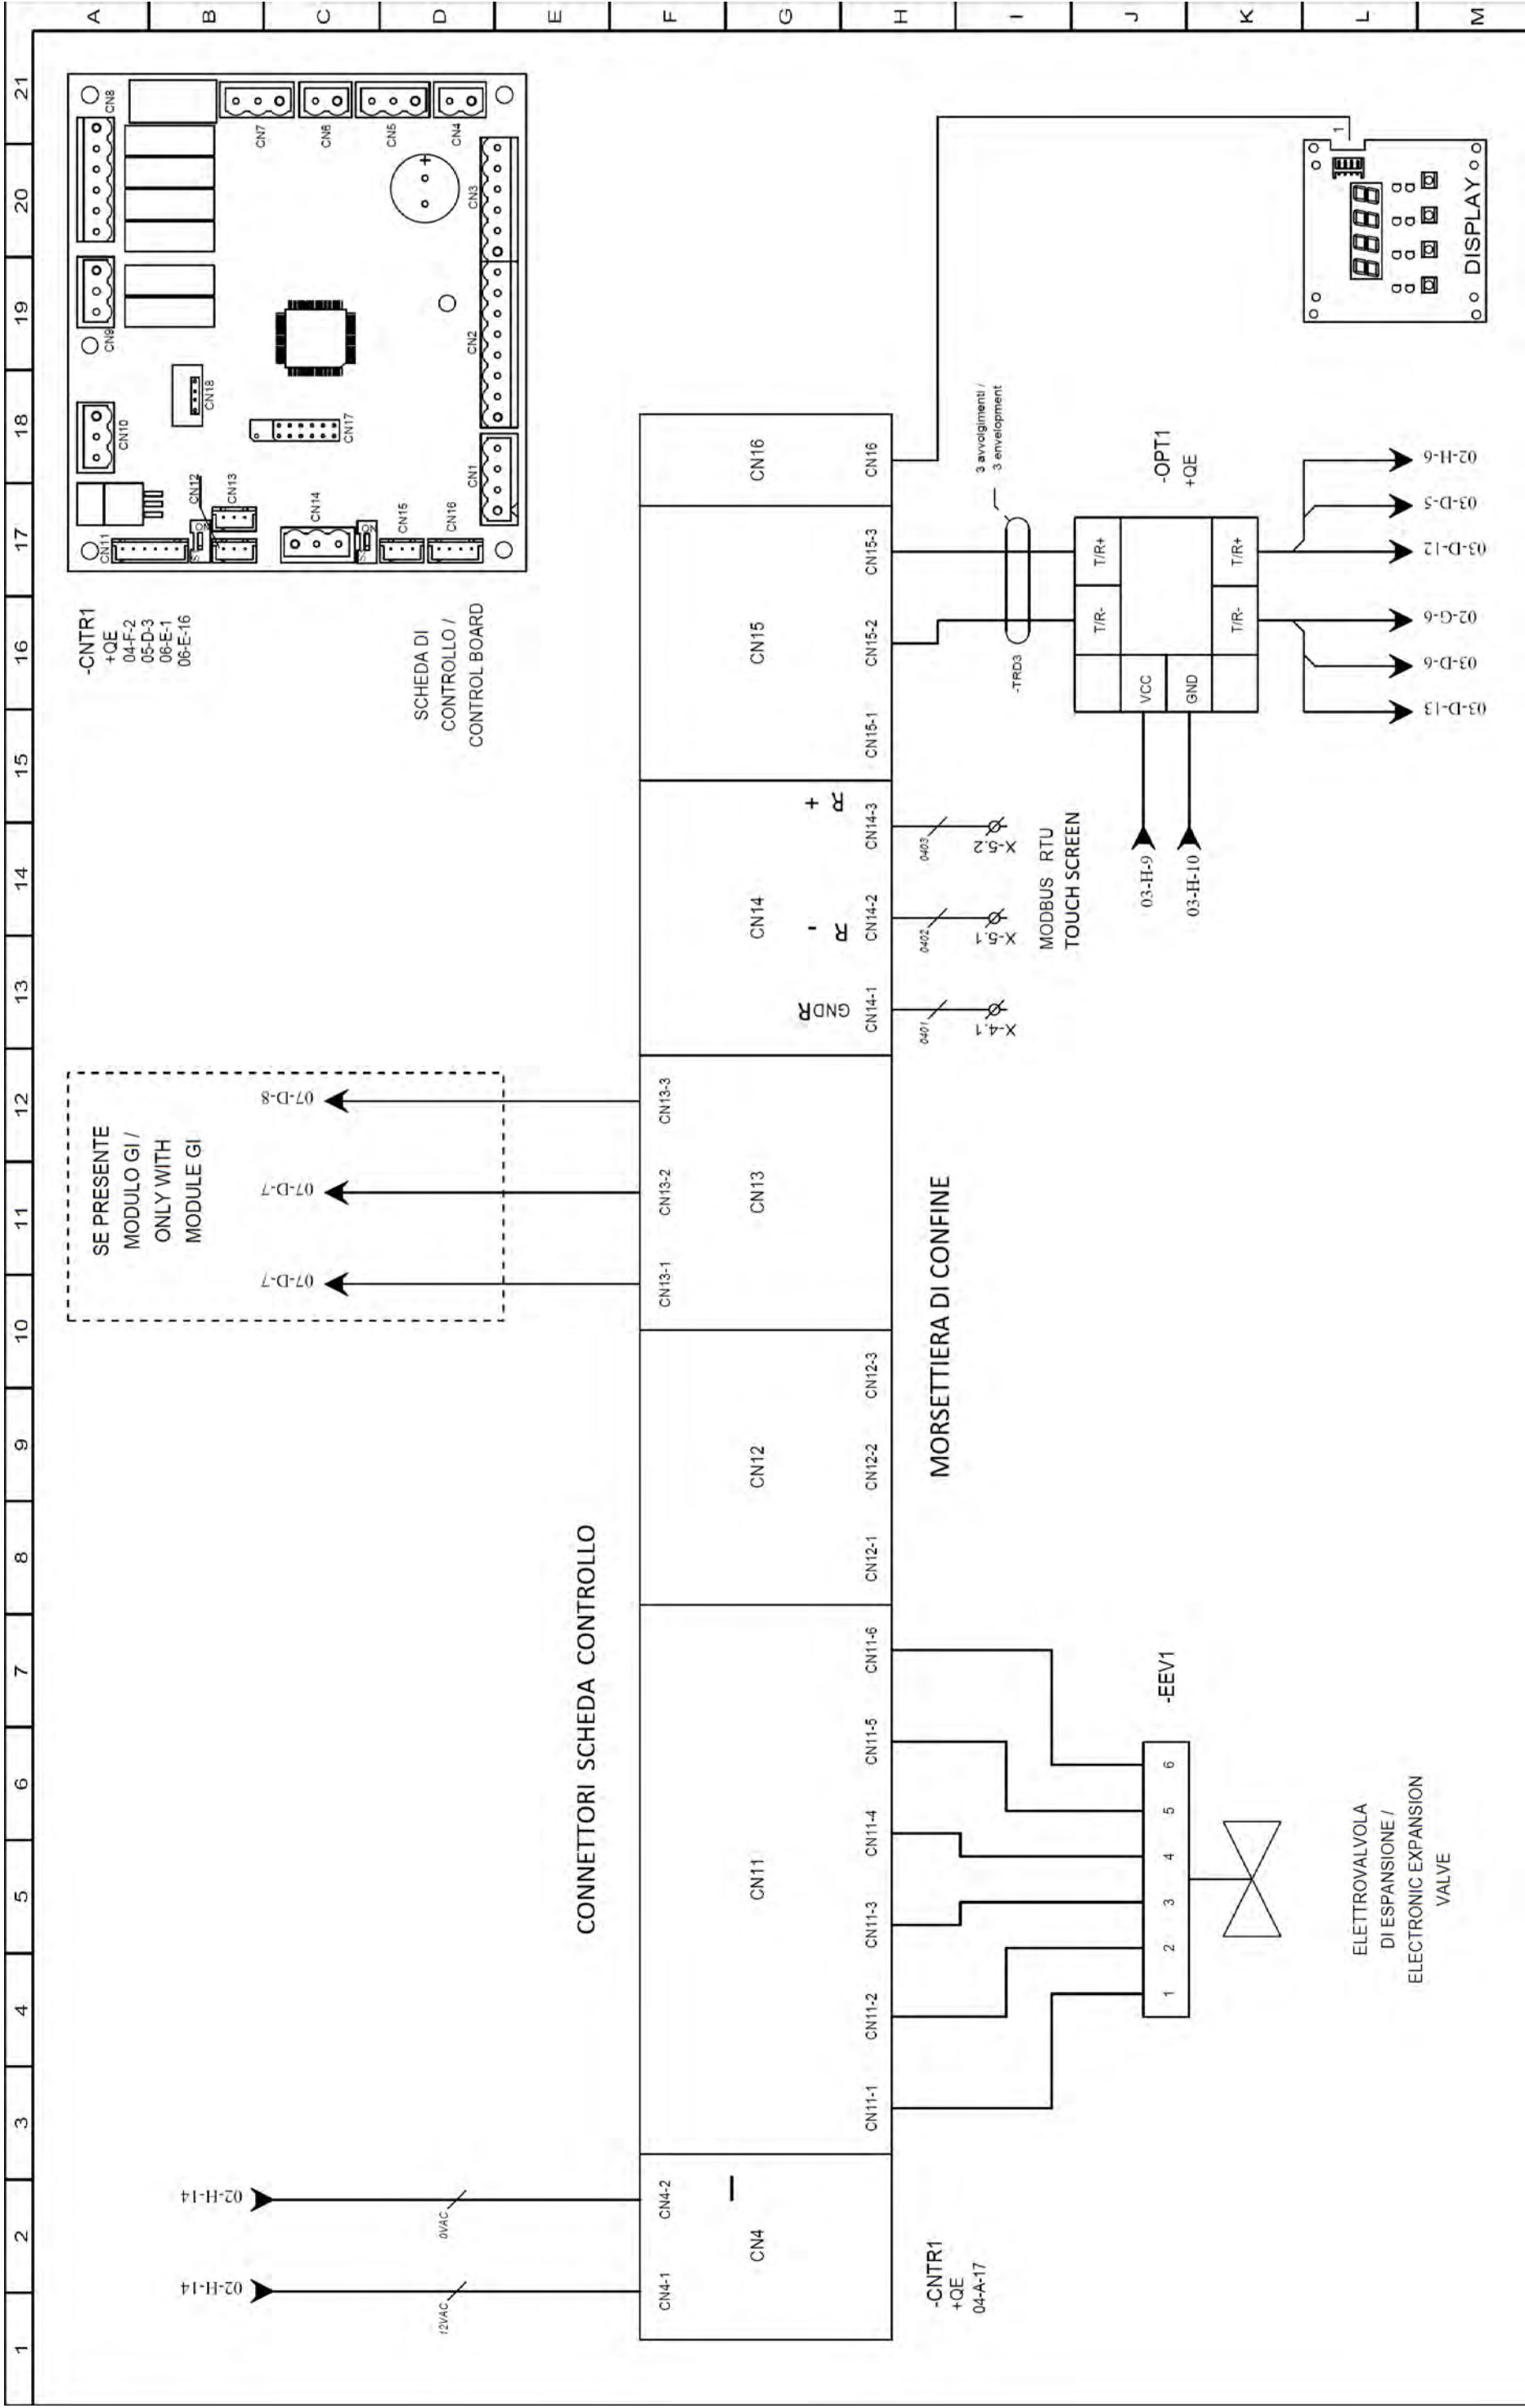 A
B
C
D
E
F
G
H
I
J
K
L
M
1
2
3
4
5
6
7
8
9
10
11
12
13
14
15
16
17
18
19
20
21
02-H-14
02-H-14
12VAC
0VAC
CN4-1
CN4-2
CN4
-CNTR1
+QE
04-A-17
CONNETTORI SCHEDA CONTROLLO
CN11
CN11-1
CN11-2
CN11-3
CN11-4
CN11-5
CN11-6
1
2
3
4
5
6
-EEV1
ELETTROVALVOLA
DI ESPANSIONE /
ELECTRONIC EXPANSION
VALVE
CN12
CN12-1
CN12-2
CN12-3
MORSETTIERA DI CONFINE
SE PRESENTE
MODULO GI /
ONLY WITH
MODULE GI
07-D-7
07-D-7
07-D-8
CN13-1
CN13-2
CN13-3
CN13
CN14
GNDR
R -
R +
CN14-1
CN14-2
CN14-3
0401
0402
0403
X-4.1
X-5.1
X-5.2
MODBUS RTU
TOUCH SCREEN
CN15
CN15-1
CN15-2
CN15-3
-TRD3
3 avvolgimenti /
3 envelopment
CN16
CN16
03-H-9
03-H-10
VCC
GND
T/R-
T/R+
T/R-
T/R+
-OPT1
+QE
03-D-13
03-D-6
02-G-6
03-D-12
03-D-5
02-H-6
1
DISPLAY
-CNTR1
+QE
04-F-2
05-D-3
06-E-1
06-E-16
SCHEDA DI
CONTROLLO /
CONTROL BOARD
CN11
CN10
CN9
CN8
CN12
CN13
CN18
CN7
CN14
CN17
CN6
ON
ON
CN15
CN5
CN16
CN4
CN1
CN2
CN3
+